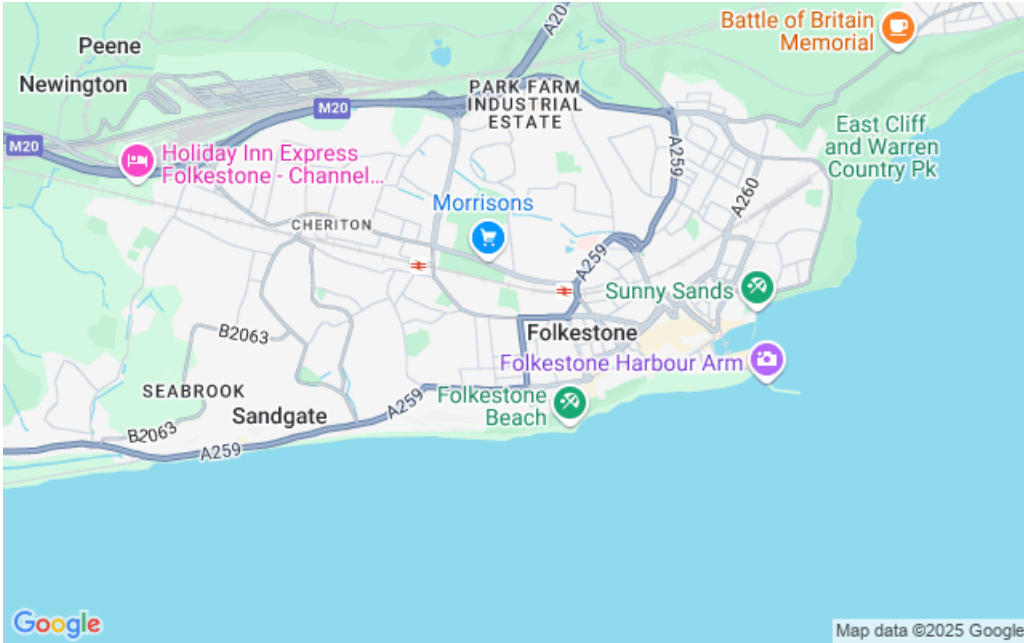 Battle of Britain
Memorial
A20
Peene
Newington
PARK FARM
INDUSTRIAL
ESTATE
M20
M20
East Cliff
and Warren
Country Pk
Holiday Inn Express
Folkestone - Channel...
A259
A260
Morrisons
CHERITON
A259
Sunny Sands
B2063
Folkestone
Folkestone Harbour Arm
SEABROOK
Sandgate
A259
Folkestone
Beach
B2063
A259
Google
Map data ©2025 Google